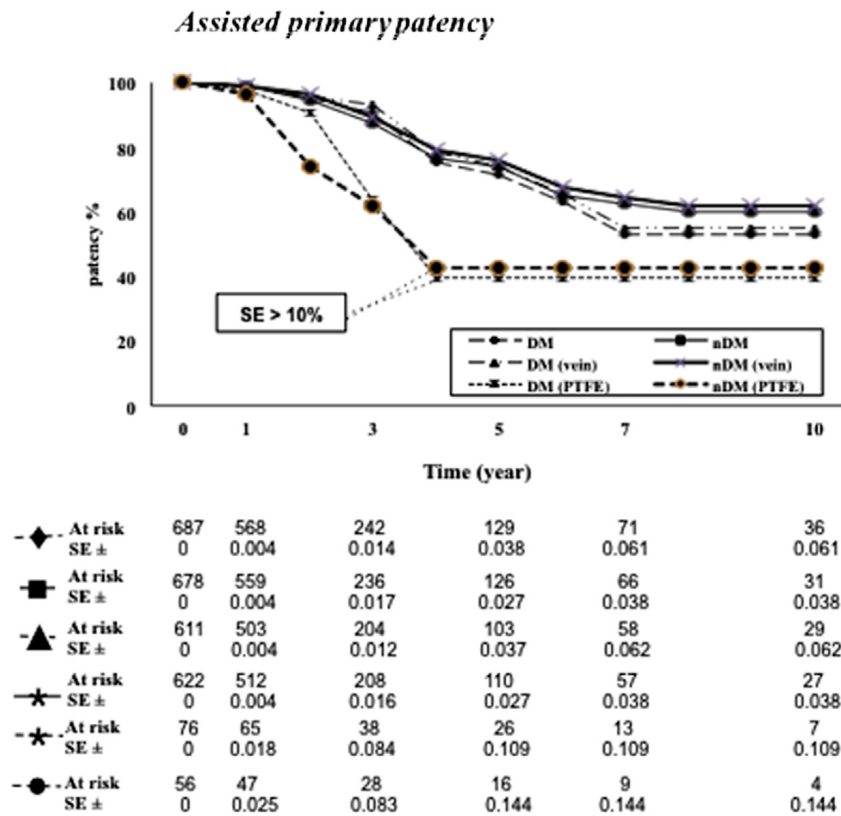 Assisted primary patency
100
80
60
40
20
0
patency %
SE > 10%
DM nDM
DM (vein) nDM (vein)
DM (PTFE) nDM (PTFE)
0 1 3 5 7 10
Time (year)
At risk 687 568 242 129 71 36
SE ± 0 0.004 0.014 0.038 0.061 0.061
At risk 678 559 236 126 66 31
SE ± 0 0.004 0.017 0.027 0.038 0.038
At risk 611 503 204 103 58 29
SE ± 0 0.004 0.012 0.037 0.062 0.062
At risk 622 512 208 110 57 27
SE ± 0 0.004 0.016 0.027 0.038 0.038
At risk 76 65 38 26 13 7
SE ± 0 0.018 0.084 0.109 0.109 0.109
At risk 56 47 28 16 9 4
SE ± 0 0.025 0.083 0.144 0.144 0.144